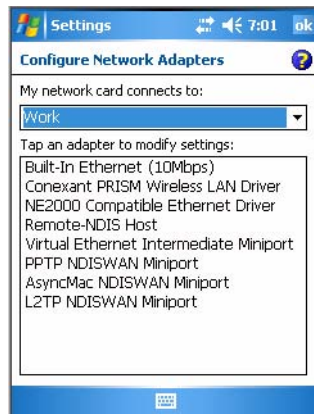 Settings 7:01 ok
Configure Network Adapters
My network card connects to:
Work
Tap an adapter to modify settings:
Built-In Ethernet (10Mbps)
Conexant PRISM Wireless LAN Driver
NE2000 Compatible Ethernet Driver
Remote-NDIS Host
Virtual Ethernet Intermediate Miniport
PPTP NDISWAN Miniport
AsyncMac NDISWAN Miniport
L2TP NDISWAN Miniport